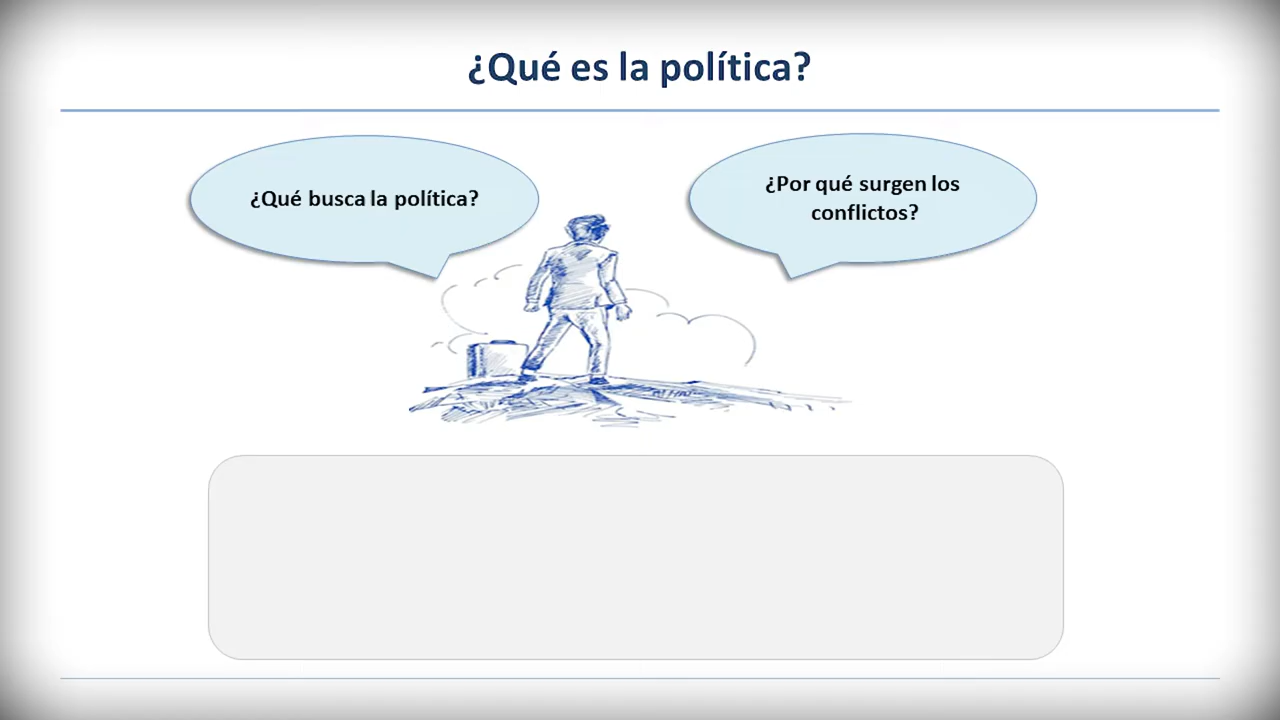 ¿Qué es la política?
¿Qué busca la política?
¿Por qué surgen los
conflictos?